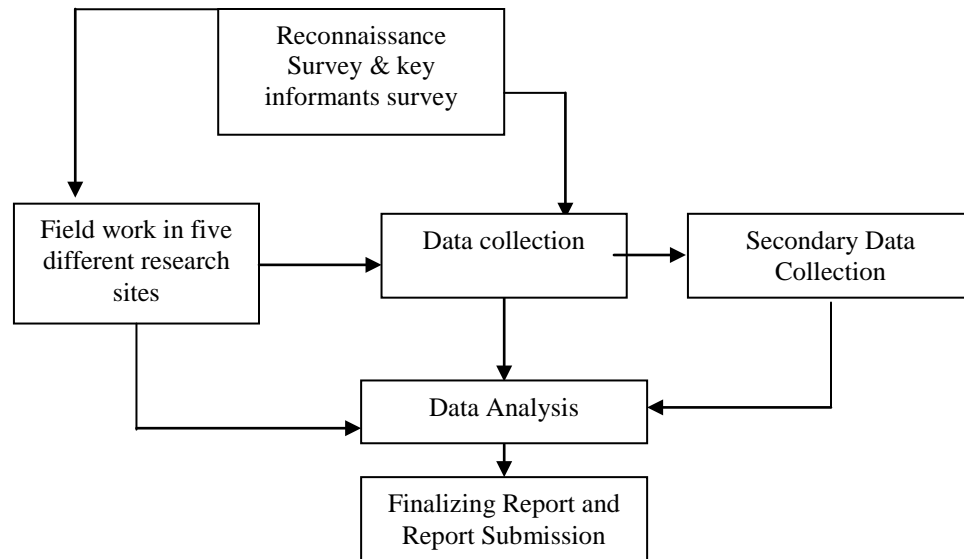 Reconnaissance
Survey & key
informants survey
Field work in five
different research
sites
Data collection
Secondary Data
Collection
Data Analysis
Finalizing Report and
Report Submission